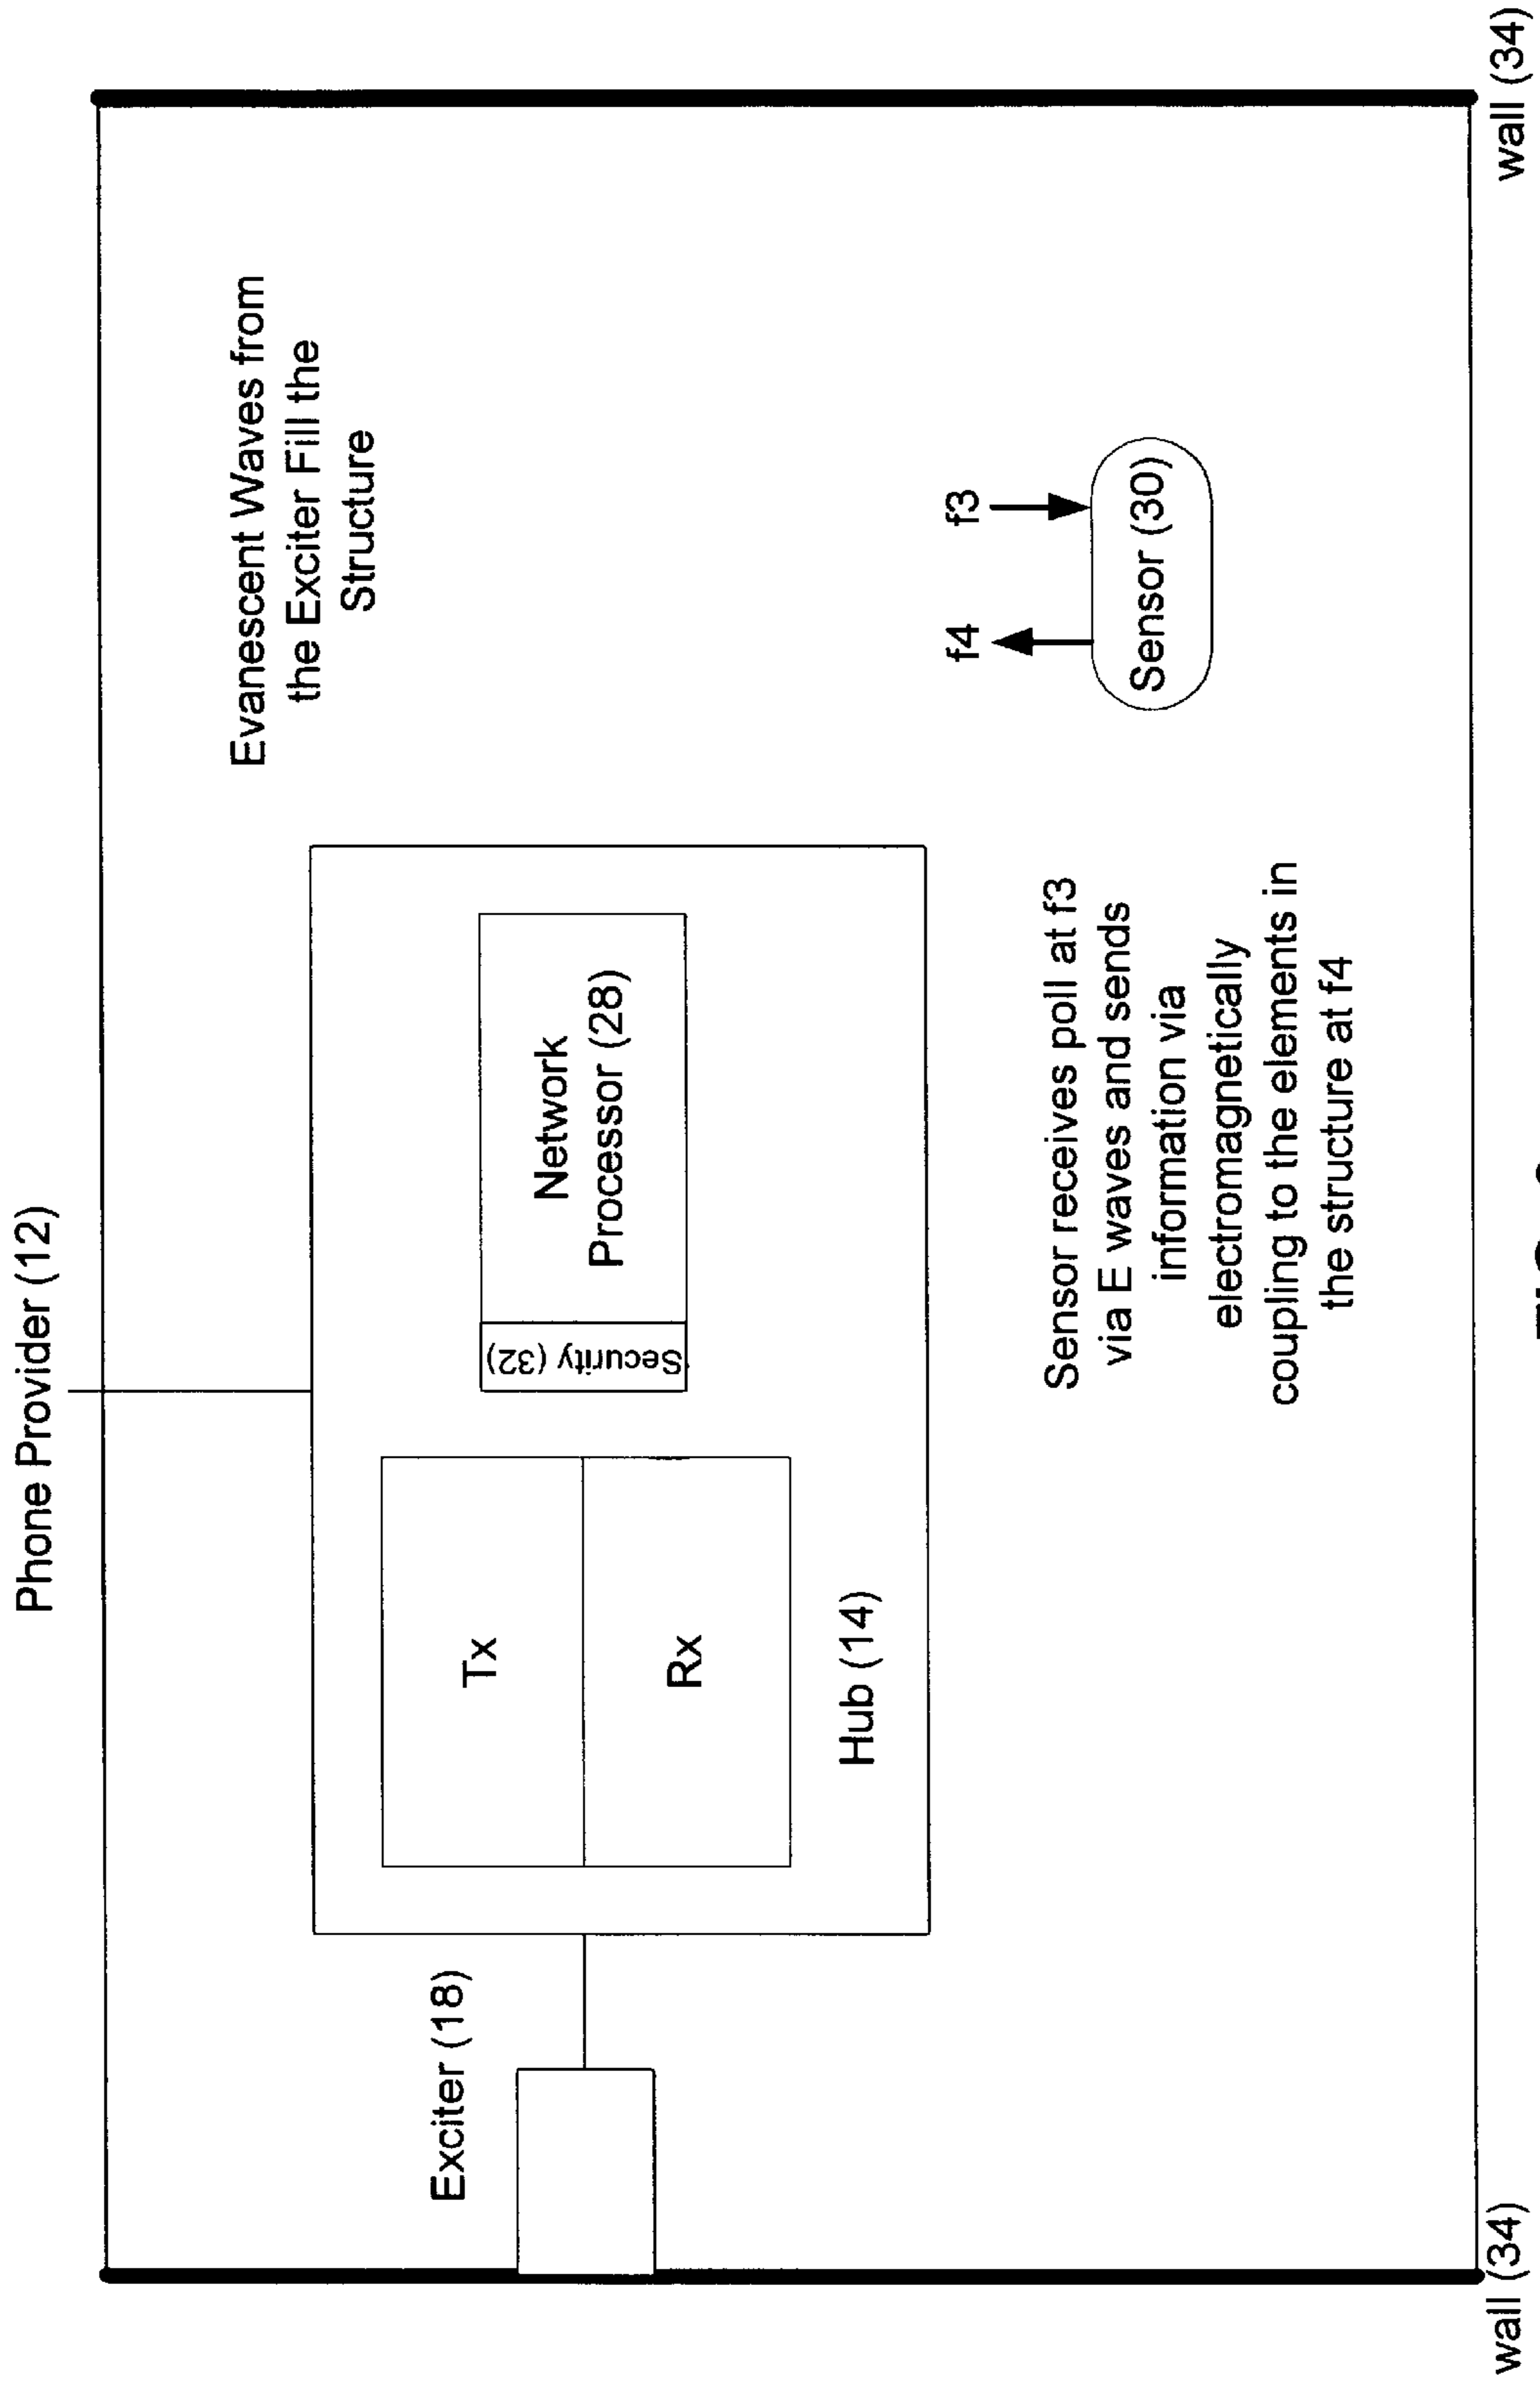 Phone Provider (12)
Evanescent Waves from
the Exciter Fill the
Structure
Exciter (18)
Tx
Rx
Hub (14)
Security (32)
Network
Processor (28)
f4
f3
Sensor (30)
Sensor receives poll at f3
via E waves and sends
information via
electromagnetically
coupling to the elements in
the structure at f4
wall (34)
wall (34)